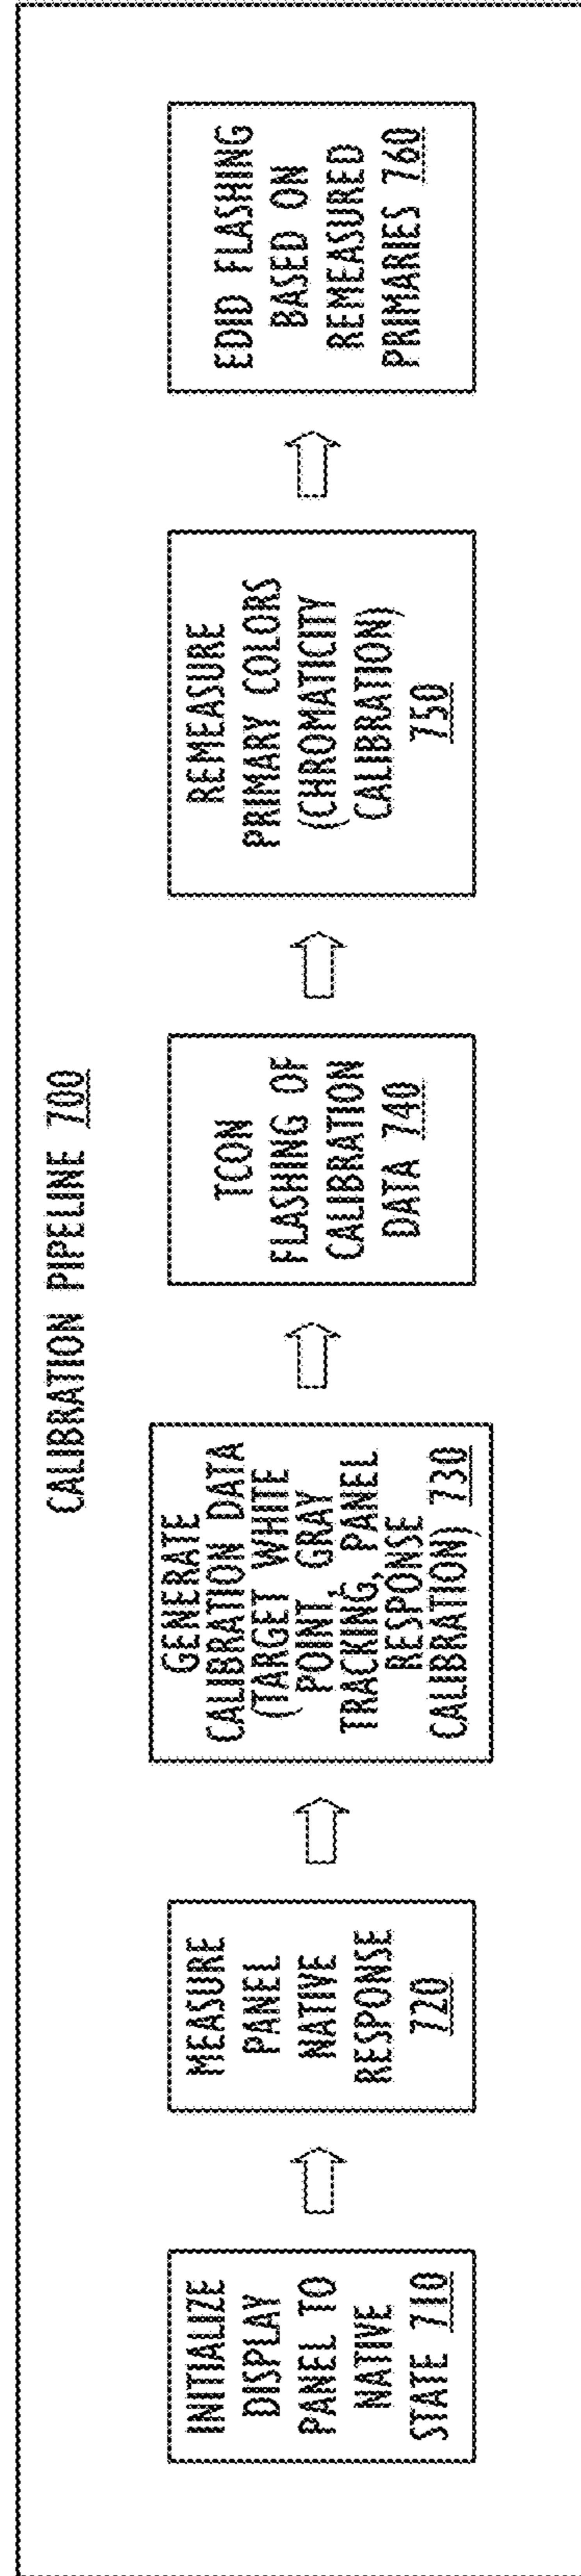 CALIBRATION PIPELINE 700
INITIALIZE
DISPLAY
PANEL TO
NATIVE
STATE 710
MEASURE
PANEL
NATIVE
RESPONSE
720
GENERATE
CALIBRATION DATA
(TARGET WHITE
POINT, GRAY
TRACKING, PANEL
RESPONSE
CALIBRATION) 730
TCON
FLASHING OF
CALIBRATION
DATA 740
REMEASURE
PRIMARY COLORS
(CHROMATICITY
CALIBRATION)
750
EDID FLASHING
BASED ON
REMEASURED
PRIMARIES 760